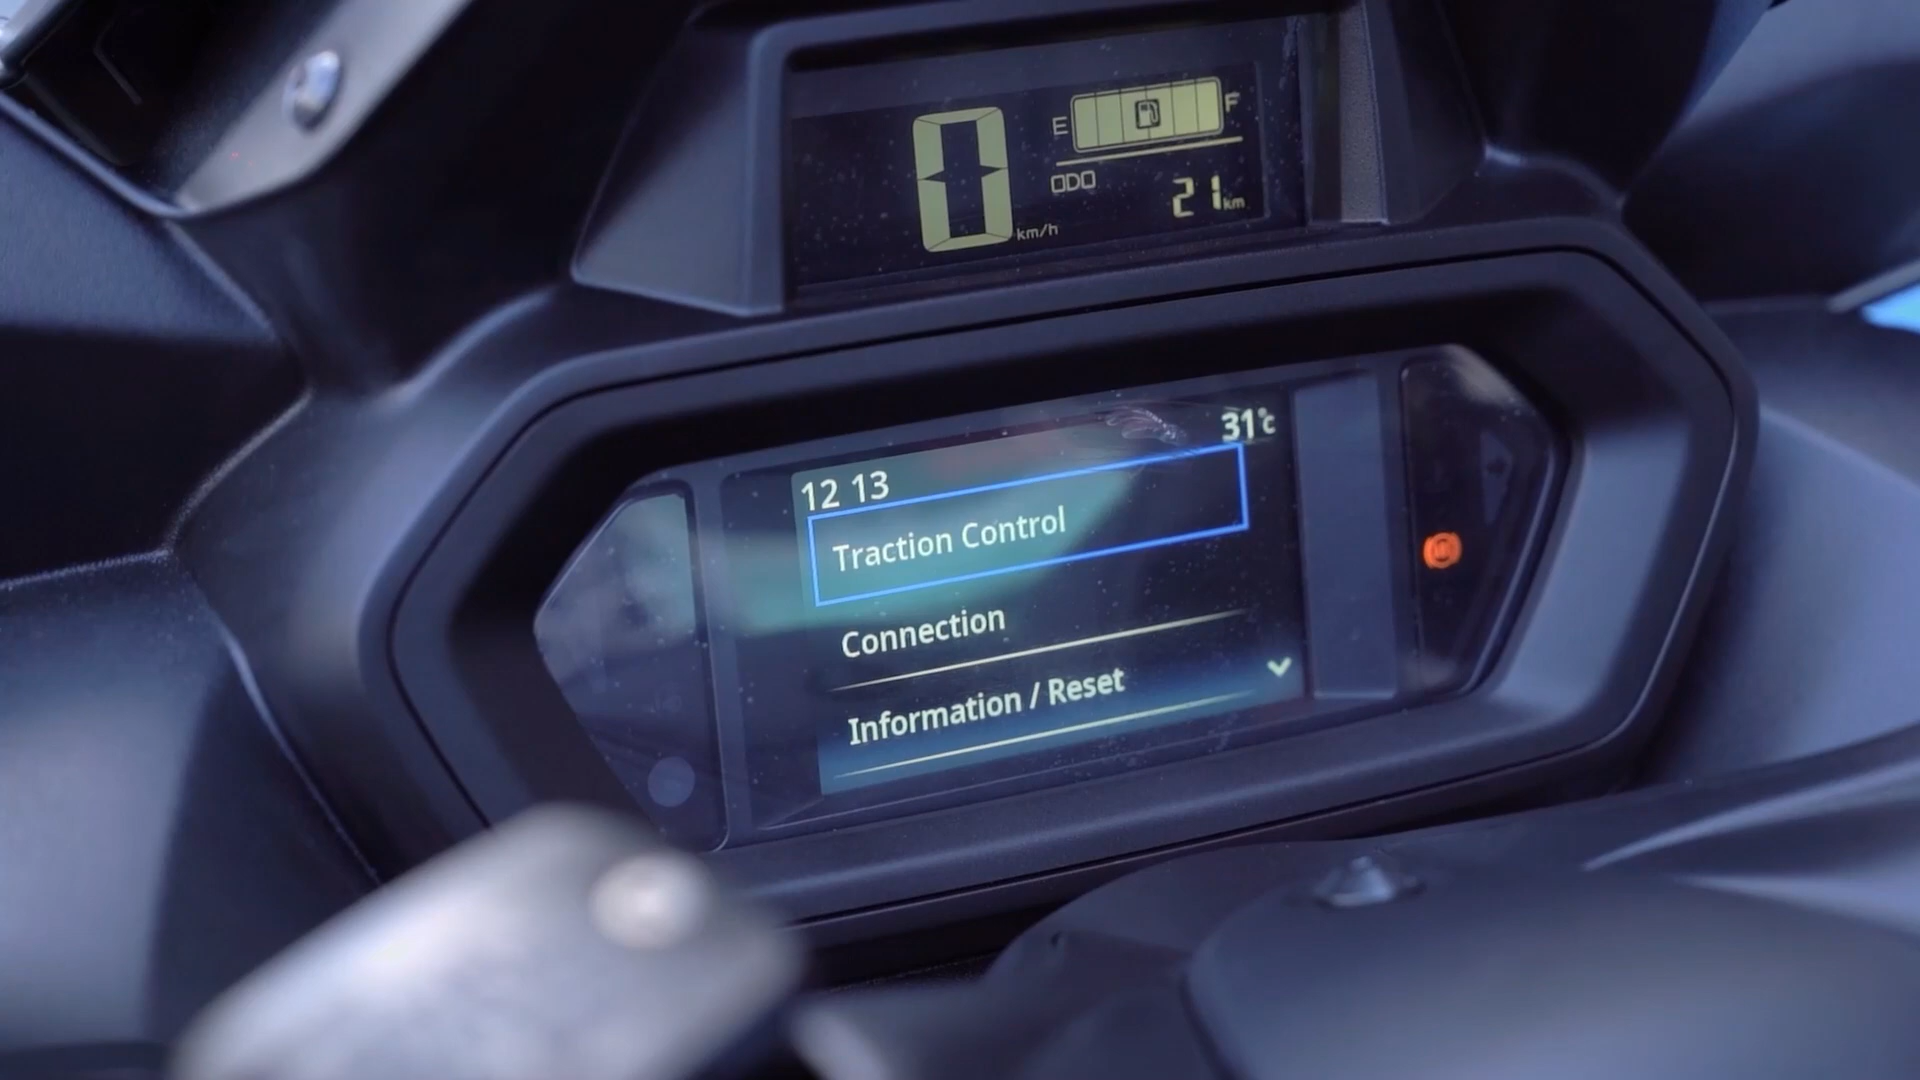 0 km/h
E F
ODO
21 km
31°C
12 13
Traction Control
Connection
Information / Reset